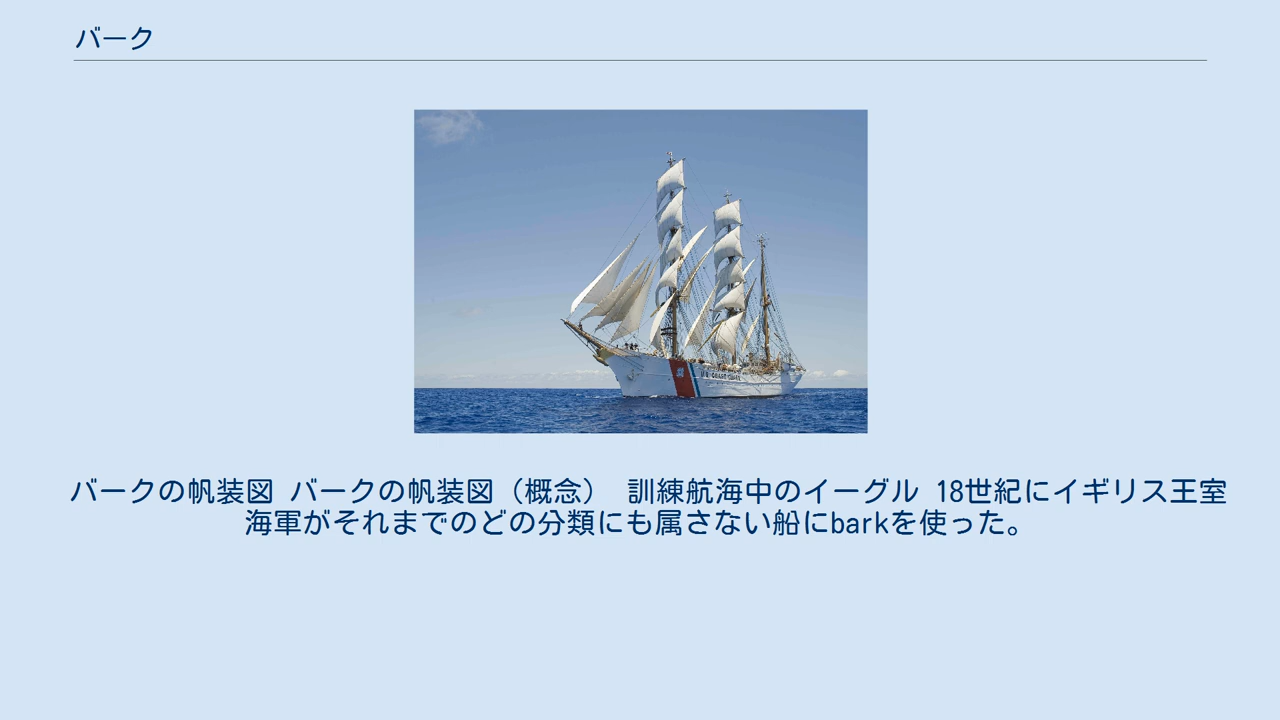 バーク
U.S. COAST GUARD
バークの帆装図 バークの帆装図（概念） 訓練航海中のイーグル 18世紀にイギリス王室
海軍がそれまでのどの分類にも属さない船にbarkを使った。